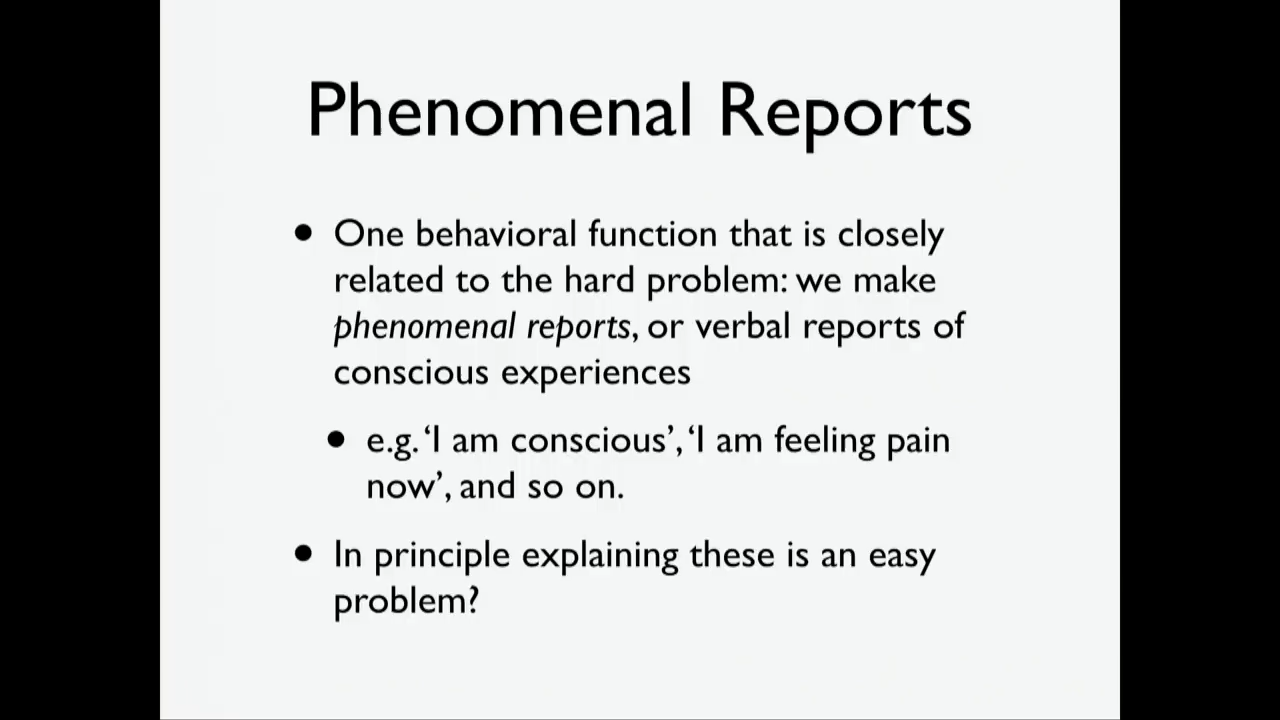 Phenomenal Reports
• One behavioral function that is closely
related to the hard problem: we make
phenomenal reports, or verbal reports of
conscious experiences
• e.g. ‘I am conscious’, ‘I am feeling pain
now’, and so on.
• In principle explaining these is an easy
problem?